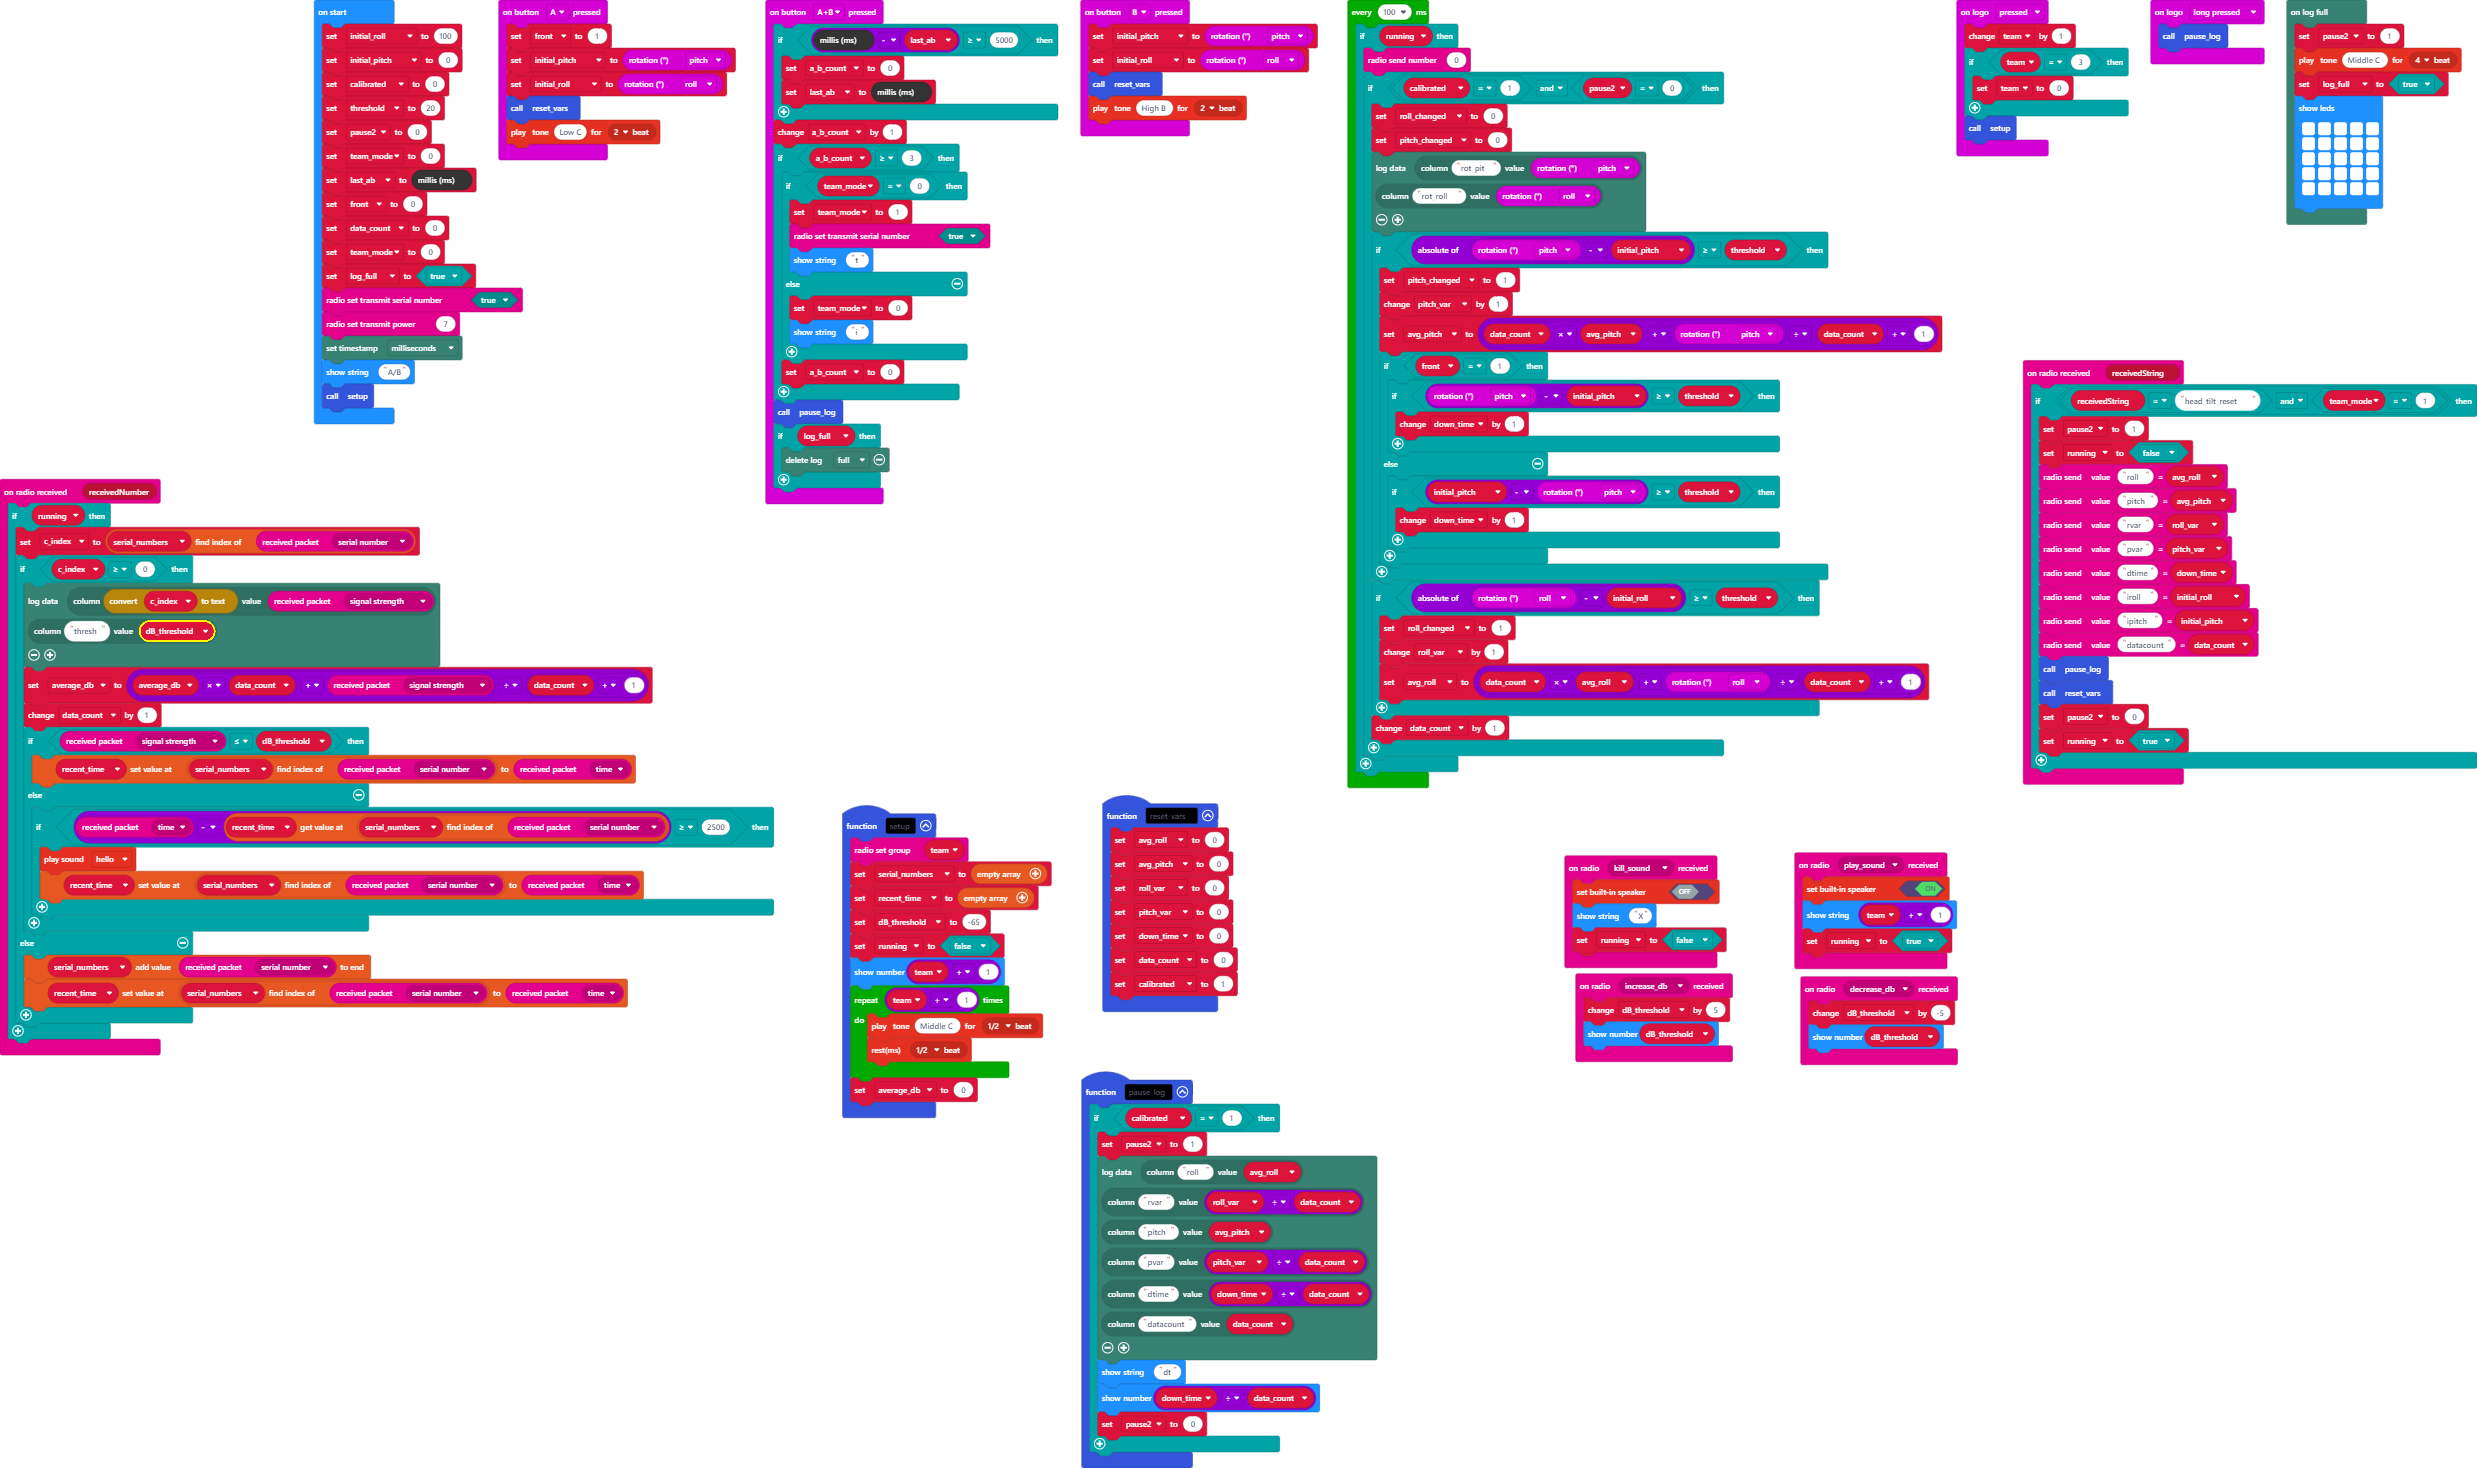 on start
set initial_roll to 100
set initial_pitch to 0
set calibrated to 0
set threshold to 20
set pause2 to 0
set team_mode to 0
set last_ab to millis (ms)
set front to 0
set data_count to 0
set team_mode to 0
set log_full to true
radio set transmit serial number true
radio set transmit power 7
set timestamp milliseconds
show string "A/B"
call setup
on button A pressed
set front to 1
set initial_pitch to rotation (°) pitch
set initial_roll to rotation (°) roll
call reset_vars
play tone Low C for 2 beat
on button A+B pressed
if millis (ms) - last_ab ≥ 5000 then
set a_b_count to 0
set last_ab to millis (ms)
change a_b_count by 1
if a_b_count ≥ 3 then
if team_mode = 0 then
set team_mode to 1
radio set transmit serial number true
show string "t"
else
set team_mode to 0
show string "i"
set a_b_count to 0
call pause_log
if log_full then
delete log full
on button B pressed
set initial_pitch to rotation (°) pitch
set initial_roll to rotation (°) roll
call reset_vars
play tone High B for 2 beat
every 100 ms
if running then
radio send number 0
if calibrated = 1 and pause2 = 0 then
set roll_changed to 0
set pitch_changed to 0
log data column "rot_pit" value rotation (°) pitch
column "rot_roll" value rotation (°) roll
if absolute of rotation (°) pitch - initial_pitch ≥ threshold then
set pitch_changed to 1
change pitch_var by 1
set avg_pitch to data_count × avg_pitch + rotation (°) pitch ÷ data_count + 1
if front = 1 then
if rotation (°) pitch - initial_pitch ≥ threshold then
change down_time by 1
else
if initial_pitch - rotation (°) pitch ≥ threshold then
change down_time by 1
if absolute of rotation (°) roll - initial_roll ≥ threshold then
set roll_changed to 1
change roll_var by 1
set avg_roll to data_count × avg_roll + rotation (°) roll ÷ data_count + 1
change data_count by 1
on logo pressed
change team by 1
if team = 3 then
set team to 0
call setup
on logo long pressed
call pause_log
on log full
set pause2 to 1
play tone Middle C for 4 beat
set log_full to true
show leds
on radio received receivedString
if receivedString = "head_tilt_reset" and team_mode = 1 then
set pause2 to 1
set running to false
radio send value "roll" = avg_roll
radio send value "pitch" = avg_pitch
radio send value "rvar" = roll_var
radio send value "pvar" = pitch_var
radio send value "dtime" = down_time
radio send value "iroll" = initial_roll
radio send value "ipitch" = initial_pitch
radio send value "datacount" = data_count
call pause_log
call reset_vars
set pause2 to 0
set running to true
on radio received receivedNumber
if running then
set c_index to serial_numbers find index of received packet serial number
if c_index ≥ 0 then
log data column convert c_index to text value received packet signal strength
column "thresh" value dB_threshold
set average_db to average_db × data_count + received packet signal strength ÷ data_count + 1
change data_count by 1
if received packet signal strength ≤ dB_threshold then
recent_time set value at serial_numbers find index of received packet serial number to received packet time
else
if received packet time - recent_time get value at serial_numbers find index of received packet serial number ≥ 2500 then
play sound hello
recent_time set value at serial_numbers find index of received packet serial number to received packet time
else
serial_numbers add value received packet serial number to end
recent_time set value at serial_numbers find index of received packet serial number to received packet time
function setup
radio set group team
set serial_numbers to empty array
set recent_time to empty array
set dB_threshold to -65
set running to false
show number team + 1
repeat team + 1 times
do
play tone Middle C for 1/2 beat
rest(ms) 1/2 beat
set average_db to 0
function reset_vars
set avg_roll to 0
set avg_pitch to 0
set roll_var to 0
set pitch_var to 0
set down_time to 0
set data_count to 0
set calibrated to 1
on radio kill_sound received
set built-in speaker OFF
show string "X"
set running to false
on radio play_sound received
set built-in speaker ON
show string team + 1
set running to true
on radio increase_db received
change dB_threshold by 5
show number dB_threshold
on radio decrease_db received
change dB_threshold by -5
show number dB_threshold
function pause_log
if calibrated = 1 then
set pause2 to 1
log data column "roll" value avg_roll
column "rvar" value roll_var ÷ data_count
column "pitch" value avg_pitch
column "pvar" value pitch_var ÷ data_count
column "dtime" value down_time ÷ data_count
column "datacount" value data_count
show string "dt"
show number down_time ÷ data_count
set pause2 to 0